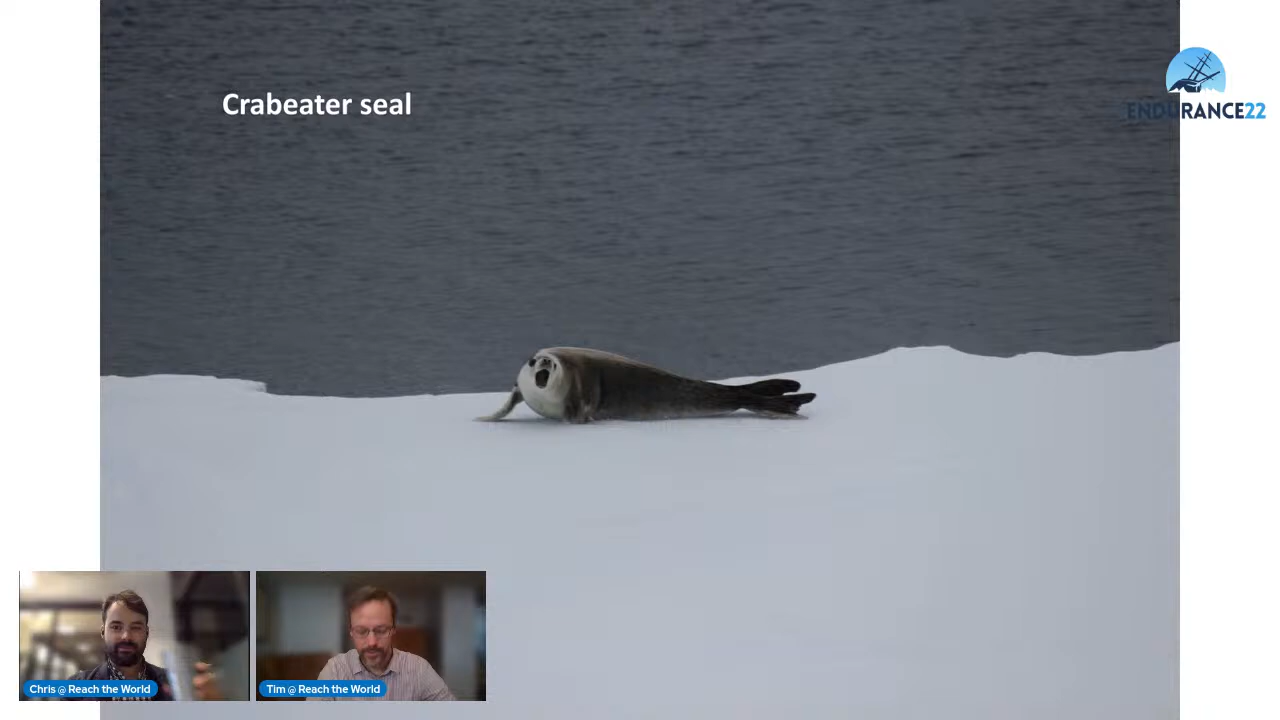 Crabeater seal
ENDURANCE22
Chris @ Reach the World
Tim @ Reach the World